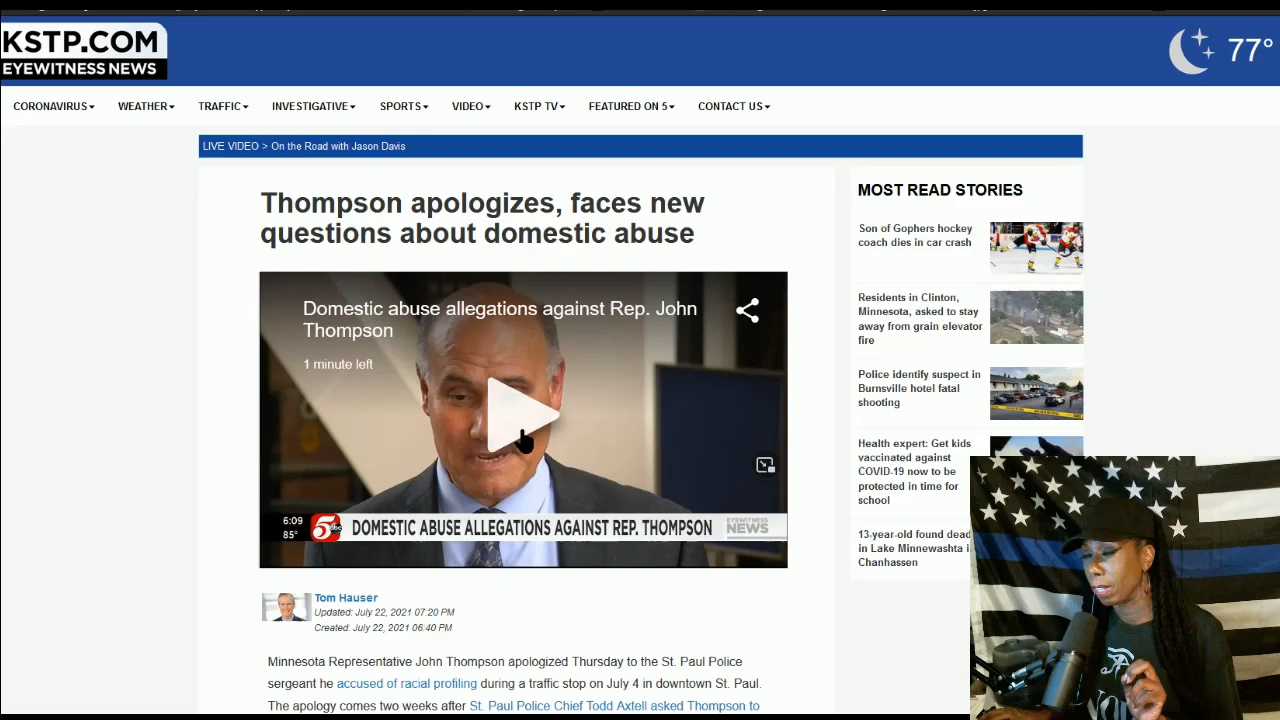 KSTP.COM
EYEWITNESS NEWS
77°
CORONAVIRUS WEATHER TRAFFIC INVESTIGATIVE SPORTS VIDEO KSTP TV FEATURED ON 5 CONTACT US
LIVE VIDEO > On the Road with Jason Davis
Thompson apologizes, faces new
questions about domestic abuse
Domestic abuse allegations against Rep. John
Thompson
1 minute left
6:09
85°
5
abc
DOMESTIC ABUSE ALLEGATIONS AGAINST REP. THOMPSON
EYEWITNESS
NEWS
Tom Hauser
Updated: July 22, 2021 07:20 PM
Created: July 22, 2021 06:40 PM
Minnesota Representative John Thompson apologized Thursday to the St. Paul Police
sergeant he accused of racial profiling during a traffic stop on July 4 in downtown St. Paul.
The apology comes two weeks after St. Paul Police Chief Todd Axtell asked Thompson to
MOST READ STORIES
Son of Gophers hockey
coach dies in car crash
Residents in Clinton,
Minnesota, asked to stay
away from grain elevator
fire
Police identify suspect in
Burnsville hotel fatal
shooting
Health expert: Get kids
vaccinated against
COVID-19 now to be
protected in time for
school
13-year-old found dead
in Lake Minnewashta i
Chanhassen